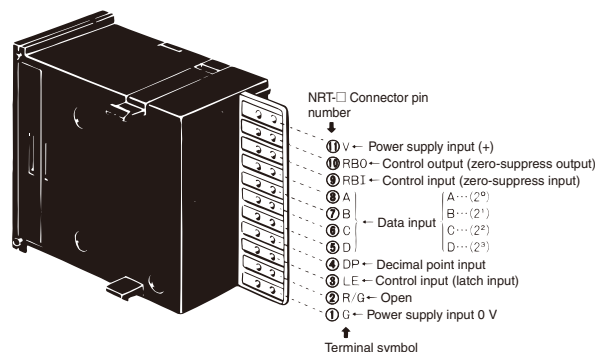 NRT-□ Connector pin
number
⑪ V ← Power supply input (+)
⑩ RBO ← Control output (zero-suppress output)
⑨ RBI ← Control input (zero-suppress input)
⑧ A A⋯(2⁰)
⑦ B B⋯(2¹)
← Data input
⑥ C C⋯(2²)
⑤ D D⋯(2³)
④ DP ← Decimal point input
③ LE ← Control input (latch input)
② R/G ← Open
① G ← Power supply input 0 V
Terminal symbol